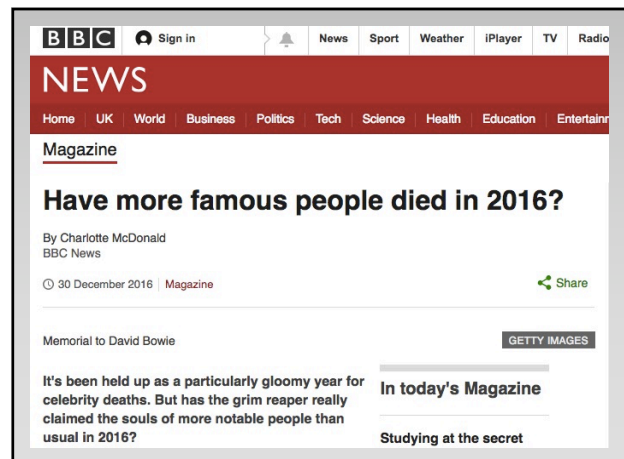 BBC Sign in News Sport Weather iPlayer TV Radio
NEWS
Home UK World Business Politics Tech Science Health Education
Magazine
Have more famous people died in 2016?
By Charlotte McDonald
BBC News
30 December 2016 Magazine Share
Memorial to David Bowie GETTY IMAGES
It's been held up as a particularly gloomy year for
celebrity deaths. But has the grim reaper really
claimed the souls of more notable people than
usual in 2016?
In today's Magazine
Studying at the secret